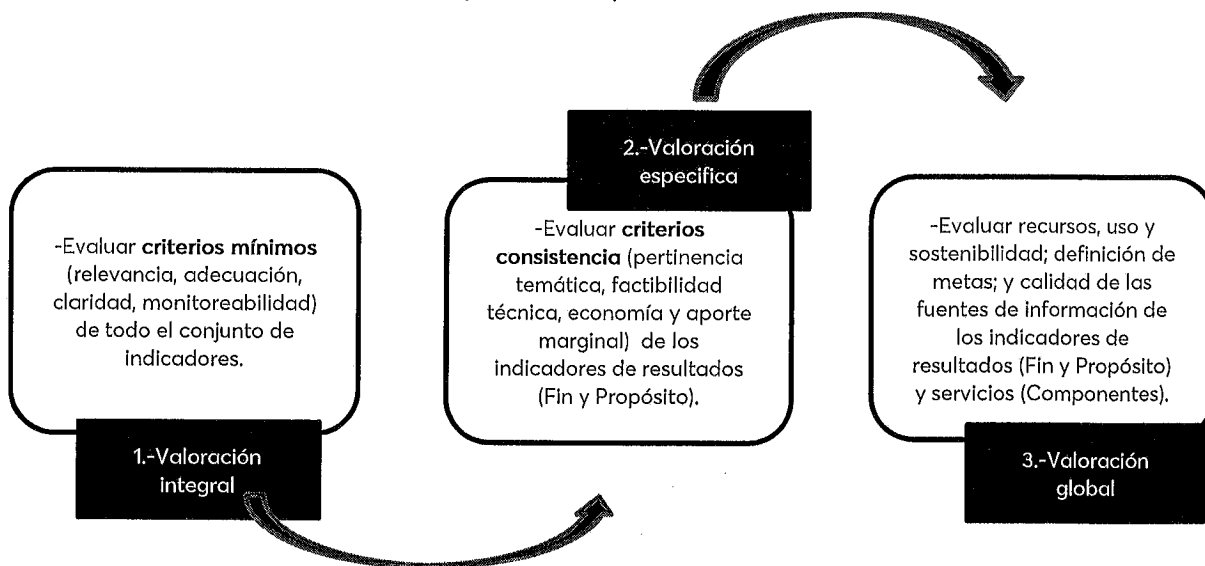 -Evaluar criterios mínimos
(relevancia, adecuación,
claridad, monitoreabilidad)
de todo el conjunto de
indicadores.
1.-Valoración
integral
2.-Valoración
especifica
-Evaluar criterios
consistencia (pertinencia
temática, factibilidad
técnica, economía y aporte
marginal) de los
indicadores de resultados
(Fin y Propósito).
-Evaluar recursos, uso y
sostenibilidad; definición de
metas; y calidad de las
fuentes de información de
los indicadores de
resultados (Fin y Propósito)
y servicios (Componentes).
3.-Valoración
global